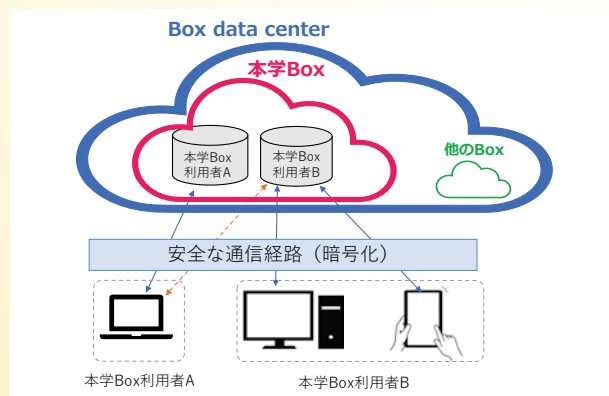 Box data center
本学Box
本学Box
利用者A
本学Box
利用者B
他のBox
安全な通信経路（暗号化）
本学Box利用者A
本学Box利用者B